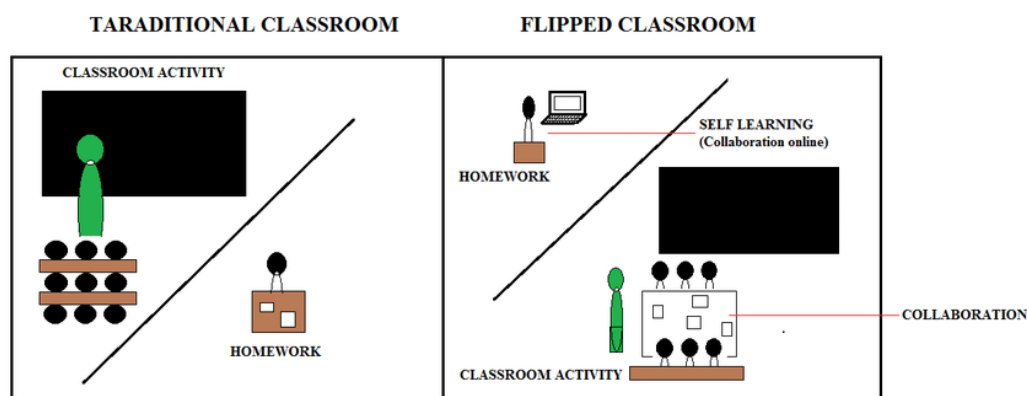 TARADITIONAL CLASSROOM
FLIPPED CLASSROOM
CLASSROOM ACTIVITY
HOMEWORK
SELF LEARNING
(Collaboration online)
HOMEWORK
COLLABORATION
CLASSROOM ACTIVITY